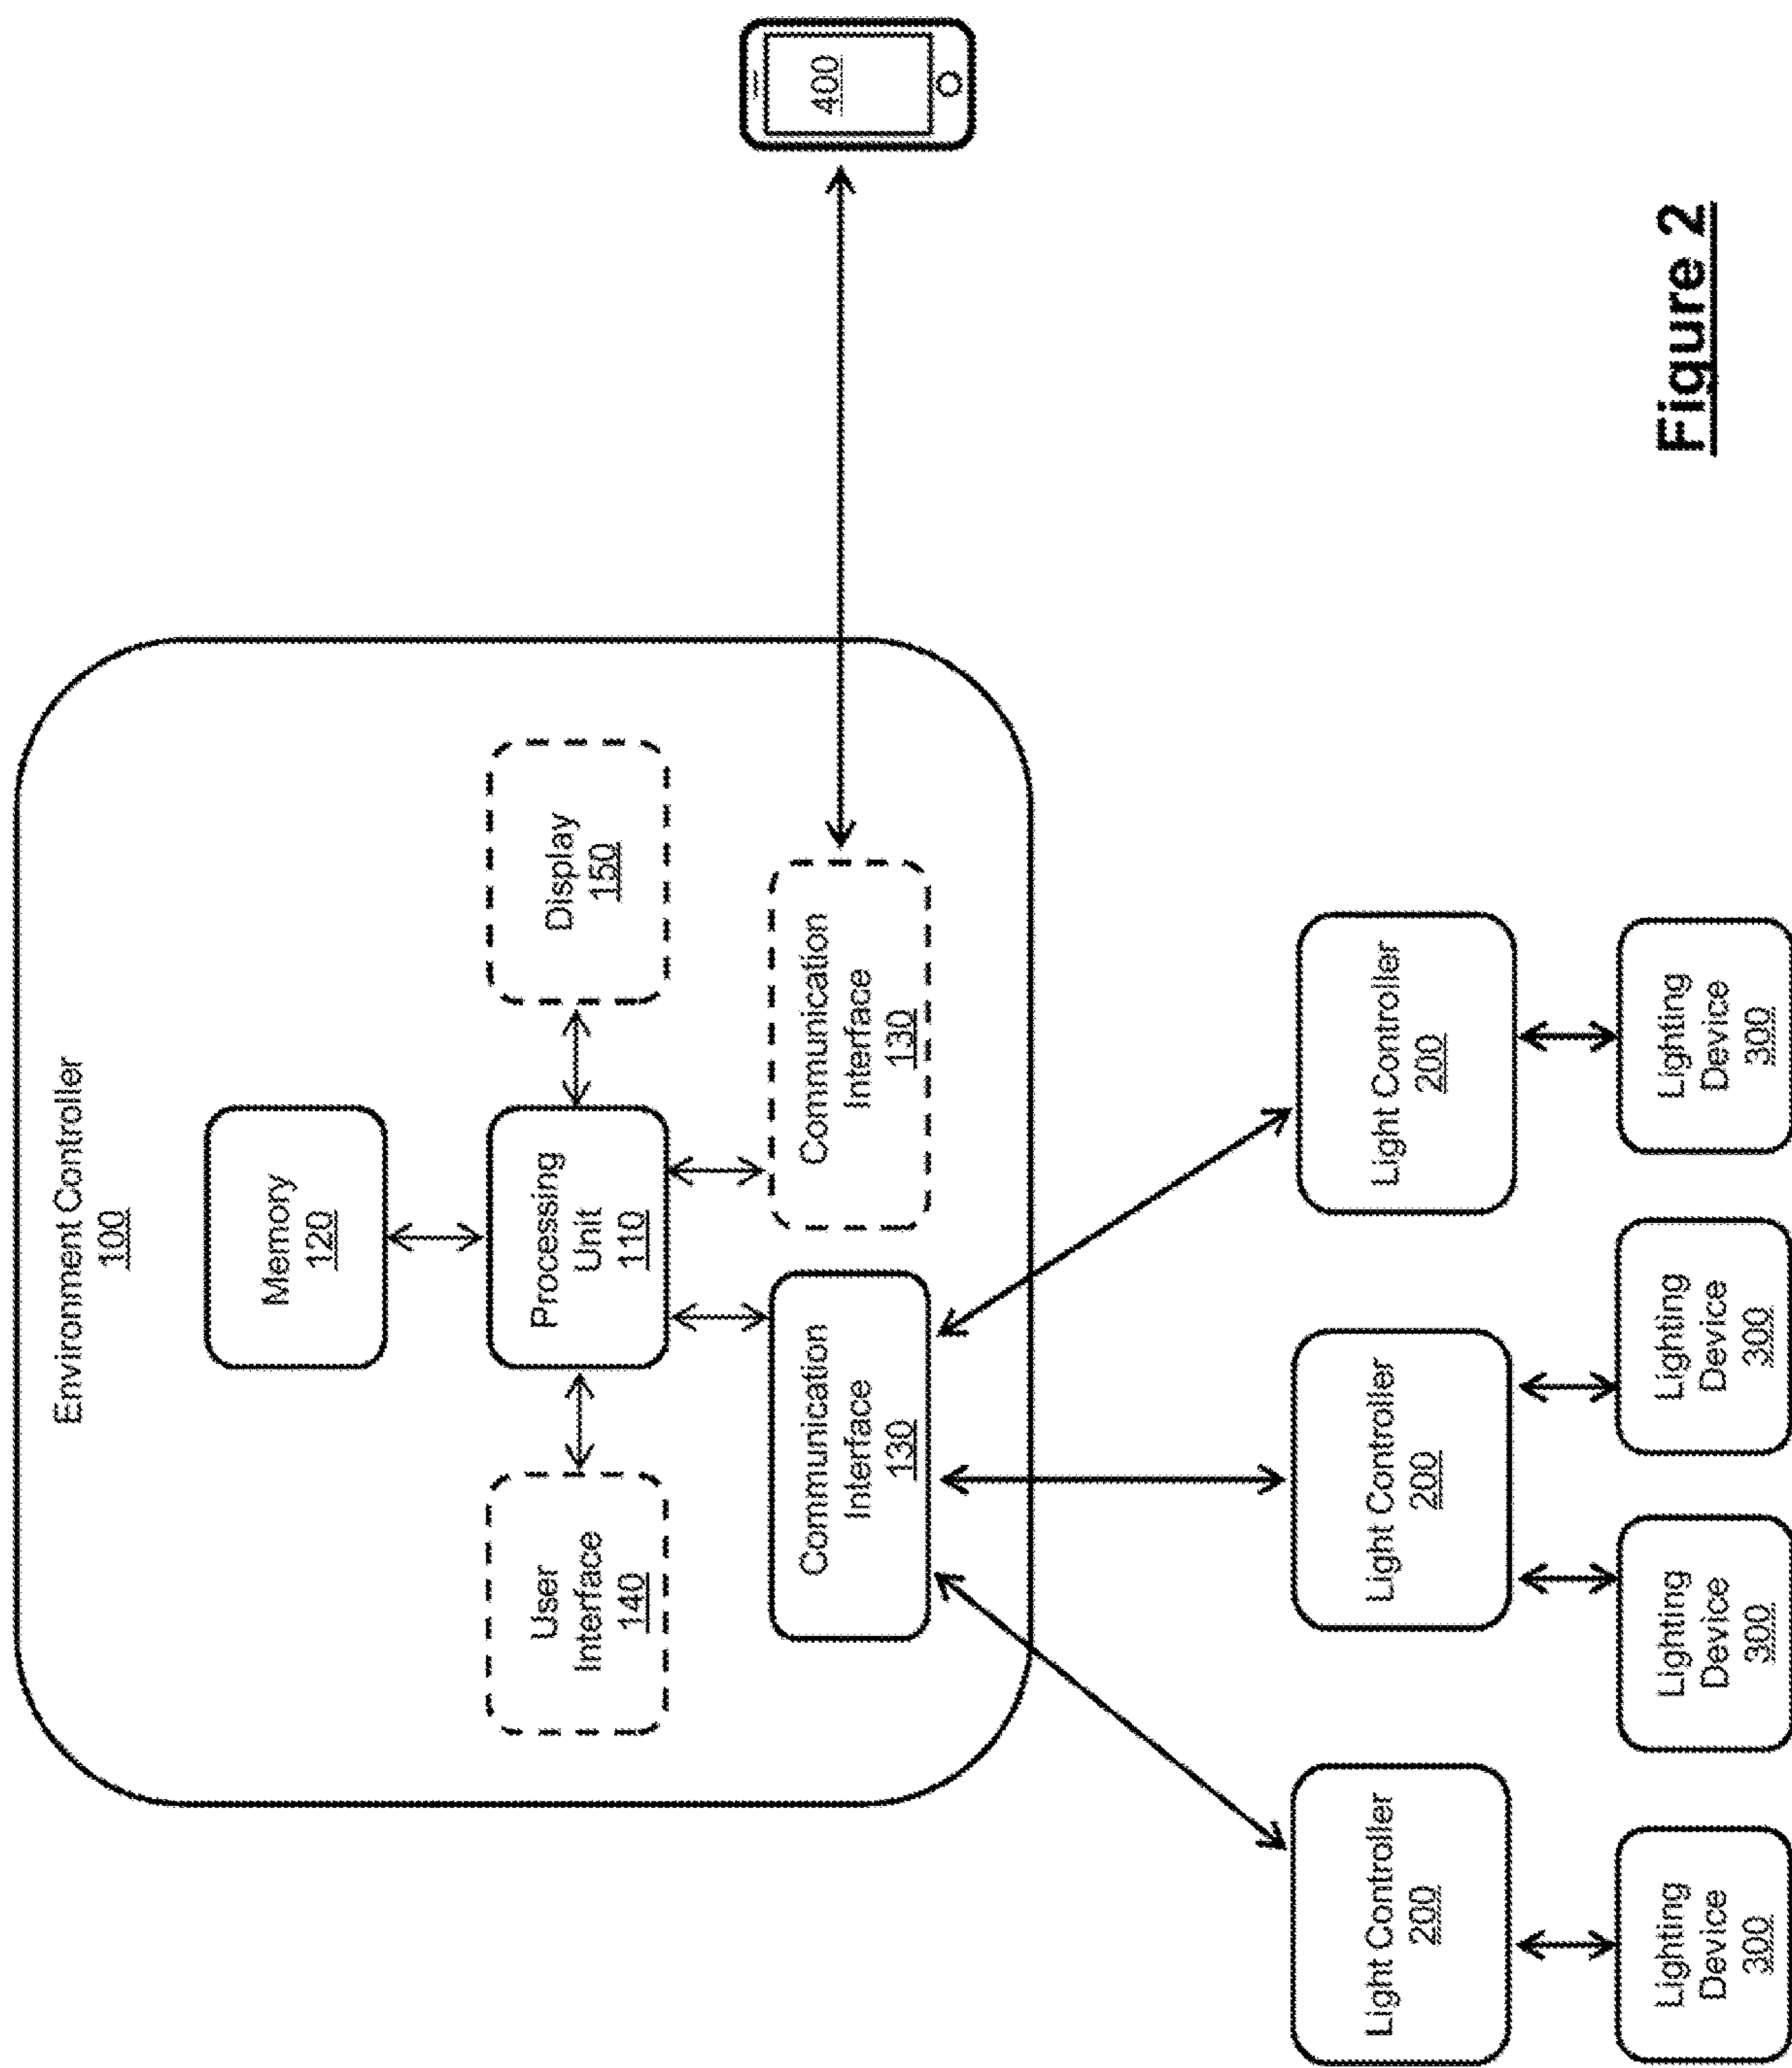 Environment Controller
100
Memory
120
User
Interface
140
Processing
Unit
110
Display
150
Communication
Interface
130
Communication
Interface
130
400
Light Controller
200
Light Controller
200
Light Controller
200
Lighting
Device
300
Lighting
Device
300
Lighting
Device
300
Lighting
Device
300
Figure 2